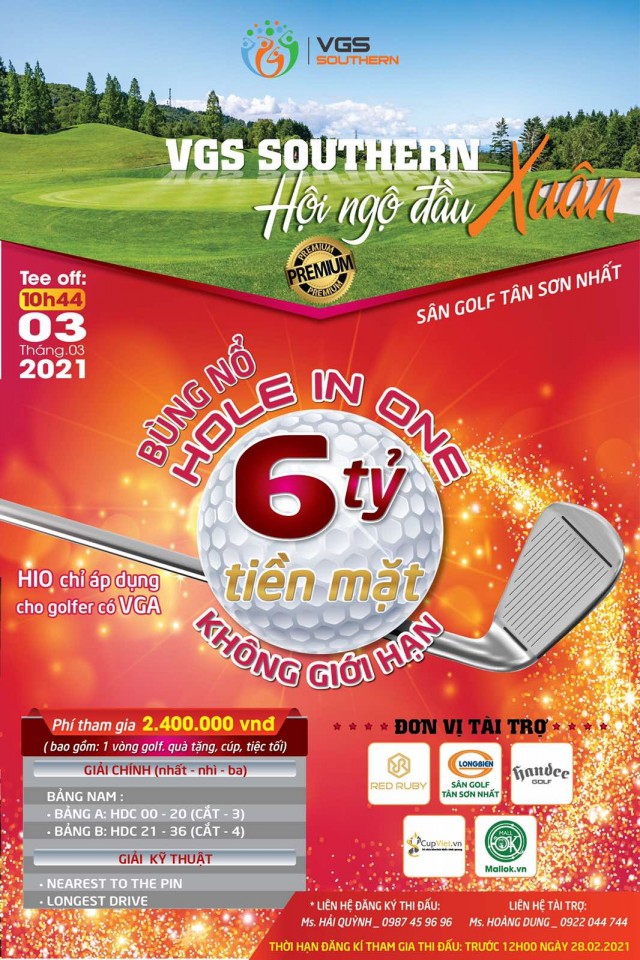 VGS
SOUTHERN
VGS SOUTHERN
Hội ngộ đầu Xuân
PREMIUM
PREMIUM
PREMIUM
SÂN GOLF TÂN SƠN NHẤT
Tee off:
10h44
03
Tháng.03
2021
BÙNG NỔ
HOLE IN ONE
6 tỷ
tiền mặt
KHÔNG GIỚI HẠN
HIO chỉ áp dụng
cho golfer có VGA
Phí tham gia 2.400.000 vnđ
( bao gồm: 1 vòng golf. quà tặng, cúp, tiệc tối)
GIẢI CHÍNH (nhất - nhì - ba)
BẢNG NAM :
• BẢNG A: HDC 00 - 20 (CẮT - 3)
• BẢNG B: HDC 21 - 36 (CẮT - 4)
GIẢI KỸ THUẬT
• NEAREST TO THE PIN
• LONGEST DRIVE
ĐƠN VỊ TÀI TRỢ
RED RUBY
LONGBIEN
SÂN GOLF
TÂN SƠN NHẤT
handee
GOLF
CupViet.vn
MALL
OK
Mallok.vn
* LIÊN HỆ ĐĂNG KÝ THI ĐẤU:
Ms. HẢI QUỲNH _ 0987 45 96 96
LIÊN HỆ TÀI TRỢ:
Ms. HOÀNG DUNG _ 0922 044 744
THỜI HẠN ĐĂNG KÍ THAM GIA THI ĐẤU: TRƯỚC 12H00 NGÀY 28.02.2021